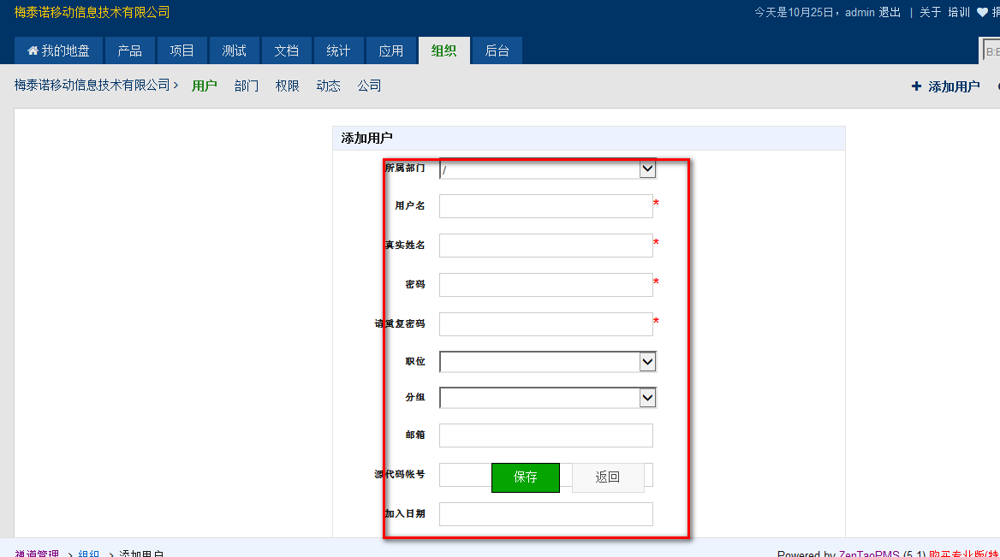 梅泰诺移动信息技术有限公司 今天是10月25日，admin 退出 | 关于 培训
我的地盘 产品 项目 测试 文档 统计 应用 组织 后台
梅泰诺移动信息技术有限公司 › 用户 部门 权限 动态 公司 + 添加用户
添加用户
所属部门 /
用户名 *
真实姓名 *
密码 *
请重复密码 *
职位
分组
邮箱
源代码帐号 保存 返回
加入日期
禅道管理 › 组织 › 添加用户 Powered by ZenTaoPMS (5.1) 购买专业版(特